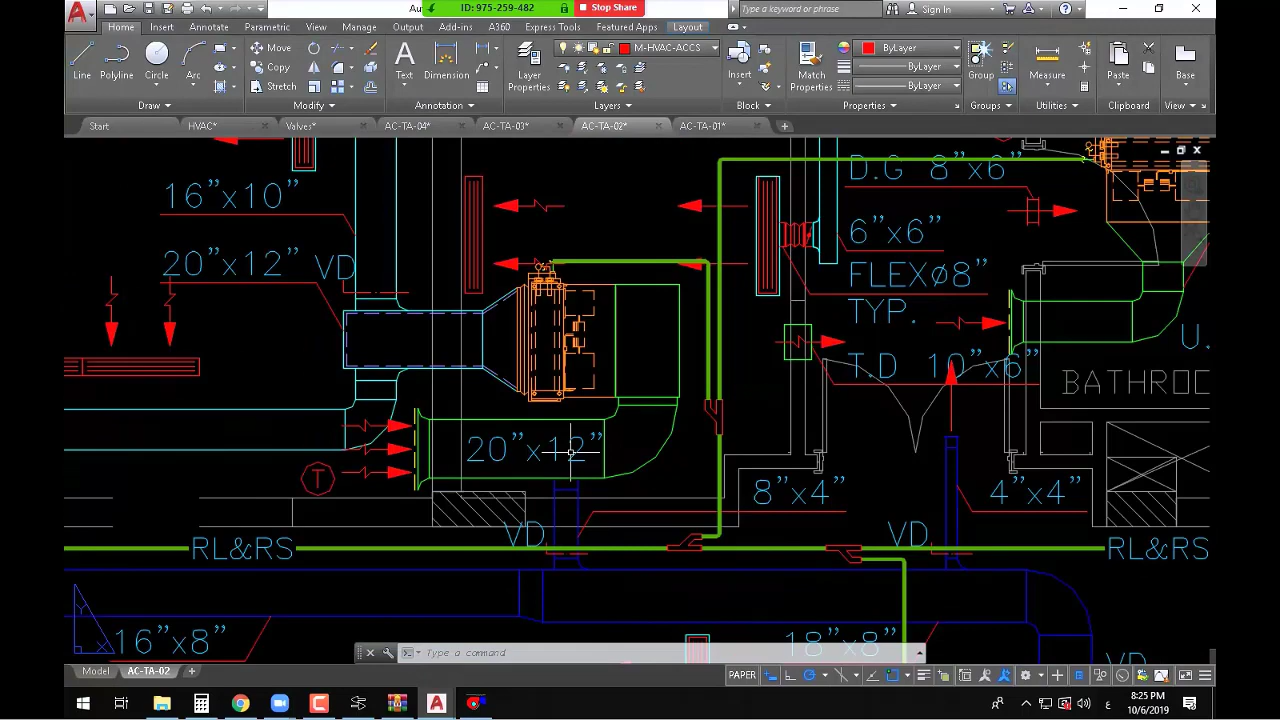 Au
ID: 975-259-482
Stop Share
Type a keyword or phrase
Sign In
Home
Insert
Annotate
Parametric
View
Manage
Output
Add-ins
A360
Express Tools
Featured Apps
Layout
Line
Polyline
Circle
Arc
Move
Copy
Stretch
Text
Dimension
Layer Properties
M-HVAC-ACCS
Insert
Match Properties
ByLayer
ByLayer
ByLayer
Group
Measure
Paste
Base
Draw
Modify
Annotation
Layers
Block
Properties
Groups
Utilities
Clipboard
View
Start
HVAC*
Valves*
AC-TA-04*
AC-TA-03*
AC-TA-02*
AC-TA-01*
16"x10"
20"x12"
VD
D.G 8"x6"
6"x6"
FLEXø8"
TYP.
T.D 10"x6"
U.
BATHROO
20"x12"
T
8"x4"
4"x4"
VD
VD
RL&RS
RL&RS
16"x8"
18"x8"
VD
Y
X
Type a command
Model
AC-TA-02
PAPER
8:25 PM
10/6/2019